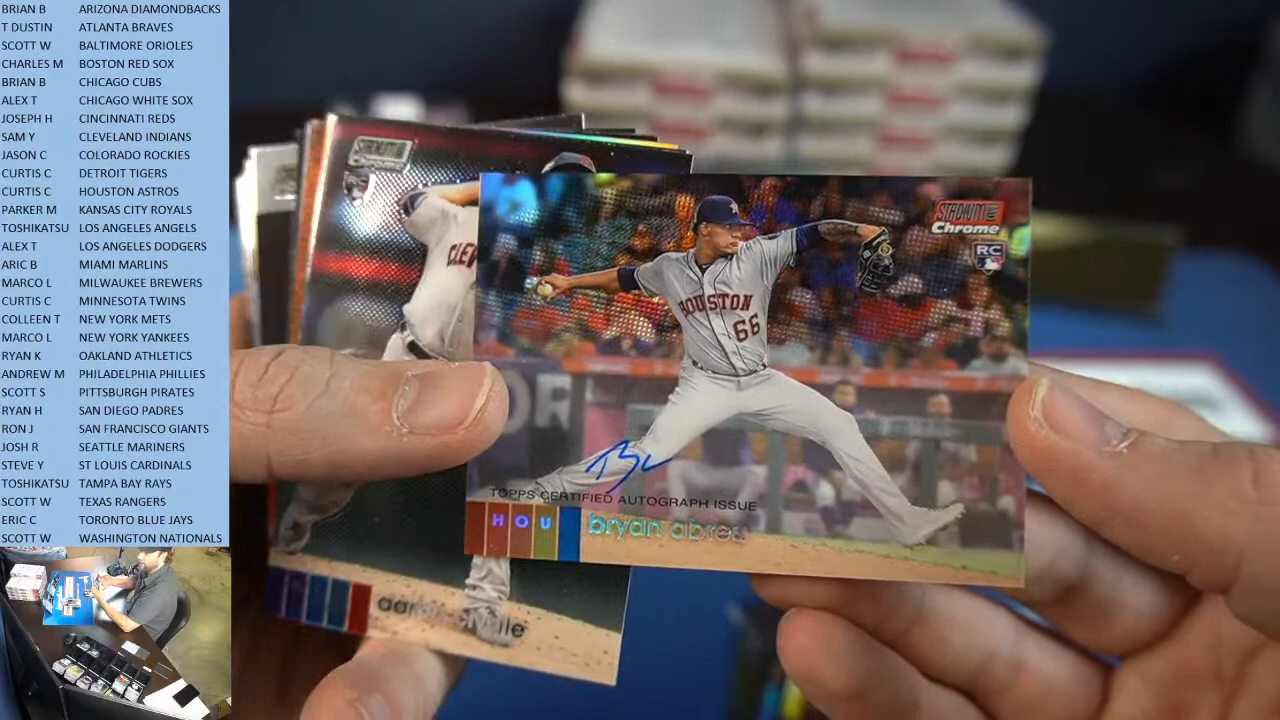 BRIAN B ARIZONA DIAMONDBACKS
T DUSTIN ATLANTA BRAVES
SCOTT W BALTIMORE ORIOLES
CHARLES M BOSTON RED SOX
BRIAN B CHICAGO CUBS
ALEX T CHICAGO WHITE SOX
JOSEPH H CINCINNATI REDS
SAM Y CLEVELAND INDIANS
JASON C COLORADO ROCKIES
CURTIS C DETROIT TIGERS
CURTIS C HOUSTON ASTROS
PARKER M KANSAS CITY ROYALS
TOSHIKATSU LOS ANGELES ANGELS
ALEX T LOS ANGELES DODGERS
ARIC B MIAMI MARLINS
MARCO L MILWAUKEE BREWERS
CURTIS C MINNESOTA TWINS
COLLEEN T NEW YORK METS
MARCO L NEW YORK YANKEES
RYAN K OAKLAND ATHLETICS
ANDREW M PHILADELPHIA PHILLIES
SCOTT S PITTSBURGH PIRATES
RYAN H SAN DIEGO PADRES
RON J SAN FRANCISCO GIANTS
JOSH R SEATTLE MARINERS
STEVE Y ST LOUIS CARDINALS
TOSHIKATSU TAMPA BAY RAYS
SCOTT W TEXAS RANGERS
ERIC C TORONTO BLUE JAYS
SCOTT W WASHINGTON NATIONALS
STADIUM CLUB
Chrome
RC
HOUSTON
66
TOPPS CERTIFIED AUTOGRAPH ISSUE
HOU bryan abreu
STADIUM CLUB
Chrome
CLEV